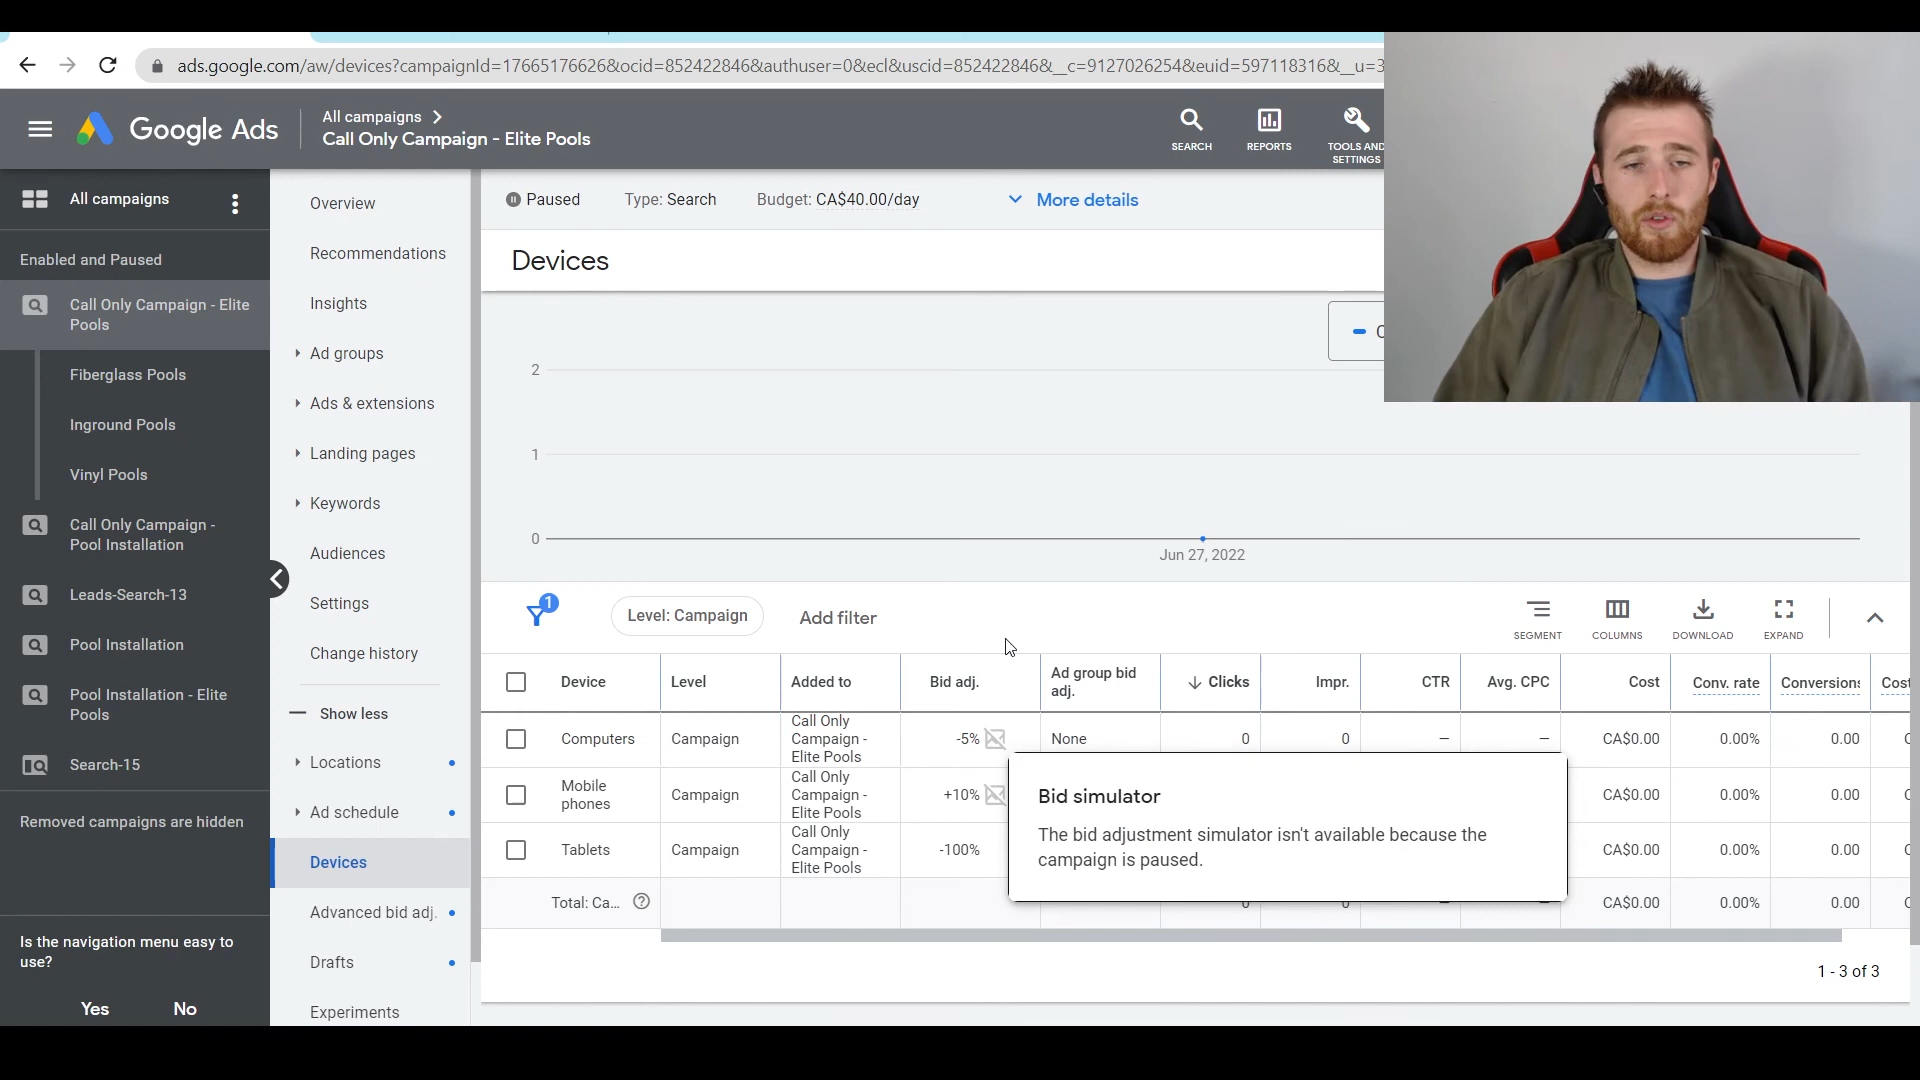 ads.google.com/aw/devices?campaignId=17665176626&ocid=852422846&authuser=0&ecl&uscid=852422846&__c=9127026254&euid=597118316&__u=3
Google Ads
All campaigns
Call Only Campaign - Elite Pools
SEARCH
REPORTS
TOOLS AND
SETTINGS
All campaigns
Enabled and Paused
Call Only Campaign - Elite
Pools
Fiberglass Pools
Inground Pools
Vinyl Pools
Call Only Campaign -
Pool Installation
Leads-Search-13
Pool Installation
Pool Installation - Elite
Pools
Search-15
Removed campaigns are hidden
Is the navigation menu easy to
use?
Yes No
Overview
Recommendations
Insights
Ad groups
Ads & extensions
Landing pages
Keywords
Audiences
Settings
Change history
Show less
Locations
Ad schedule
Devices
Advanced bid adj.
Drafts
Experiments
Paused Type: Search Budget: CA$40.00/day More details
Devices
2
1
0
Jun 27, 2022
1
Level: Campaign
Add filter
SEGMENT
COLUMNS
DOWNLOAD
EXPAND
Device Level Added to Bid adj. Ad group bid adj. Clicks Impr. CTR Avg. CPC Cost Conv. rate Conversions Cost
Computers Campaign Call Only Campaign - Elite Pools -5% None 0 0 – – CA$0.00 0.00% 0.00 C
Mobile phones Campaign Call Only Campaign - Elite Pools +10% CA$0.00 0.00% 0.00 C
Tablets Campaign Call Only Campaign - Elite Pools -100% CA$0.00 0.00% 0.00 C
Total: Ca... 0 0 – – CA$0.00 0.00% 0.00 C
Bid simulator
The bid adjustment simulator isn't available because the
campaign is paused.
1 - 3 of 3